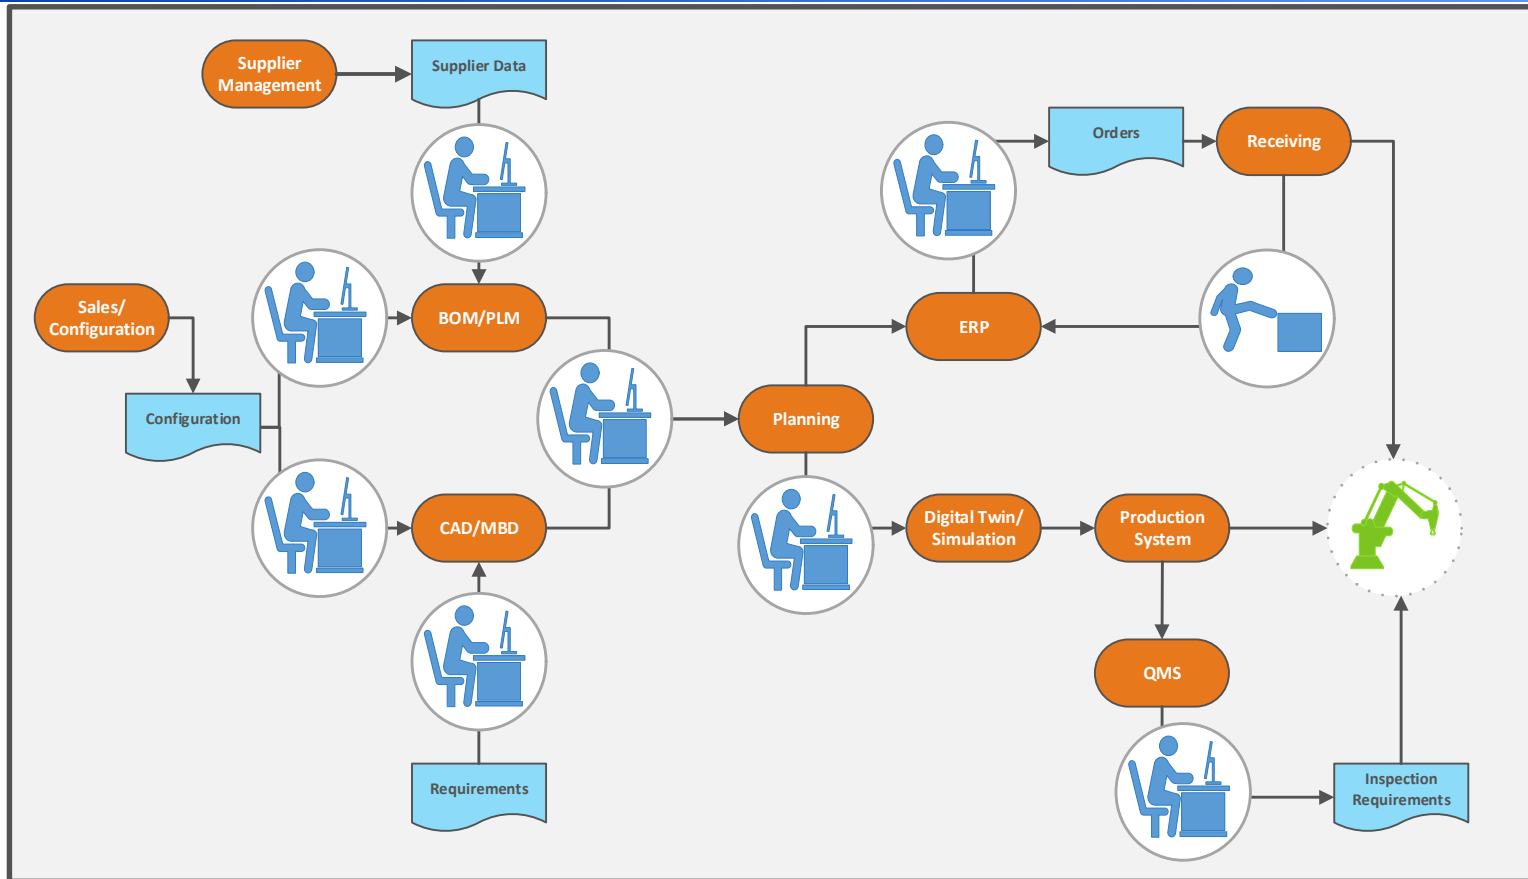 Supplier
Management
Supplier Data
Orders
Receiving
Sales/
Configuration
BOM/PLM
ERP
Configuration
Planning
CAD/MBD
Digital Twin/
Simulation
Production
System
QMS
Requirements
Inspection
Requirements